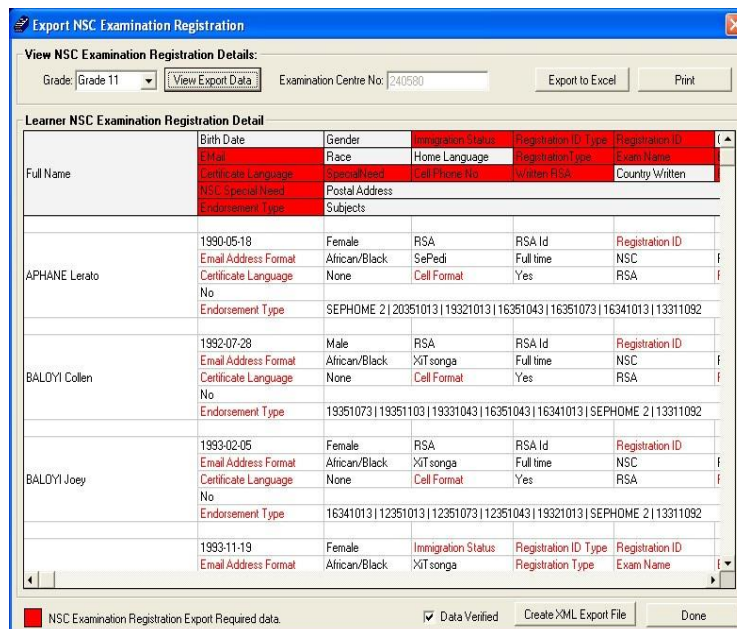 Export NSC Examination Registration
View NSC Examination Registration Details:
Grade: Grade 11 View Export Data Examination Centre No: 240580 Export to Excel Print
Learner NSC Examination Registration Detail
Full Name
Birth Date Gender Immigration Status Registration ID Type Registration ID
EMail Race Home Language RegistrationType Exam Name
Certificate Language SpecialNeed Cell Phone No Written RSA Country Written
NSC Special Need Postal Address
Endorsement Type Subjects
1990-05-18 Female RSA RSA Id Registration ID
Email Address Format African/Black SePedi Full time NSC
APHANE Lerato Certificate Language None Cell Format Yes RSA
No
Endorsement Type SEPHOME 2 | 20351013 | 19321013 | 16351043 | 16351073 | 16341013 | 13311092
1992-07-28 Male RSA RSA Id Registration ID
Email Address Format African/Black XiTsonga Full time NSC
BALOYI Collen Certificate Language None Cell Format Yes RSA
No
Endorsement Type 19351073 | 19351103 | 19331043 | 16351043 | 16341013 | SEPHOME 2 | 13311092
1993-02-05 Female RSA RSA Id Registration ID
Email Address Format African/Black XiTsonga Full time NSC
BALOYI Joey Certificate Language None Cell Format Yes RSA
No
Endorsement Type 16341013 | 12351013 | 12351073 | 12351043 | 19321013 | SEPHOME 2 | 13311092
1993-11-19 Female Immigration Status Registration ID Type Registration ID
Email Address Format African/Black XiTsonga Registration Type Exam Name
NSC Examination Registration Export Required data. Data Verified Create XML Export File Done